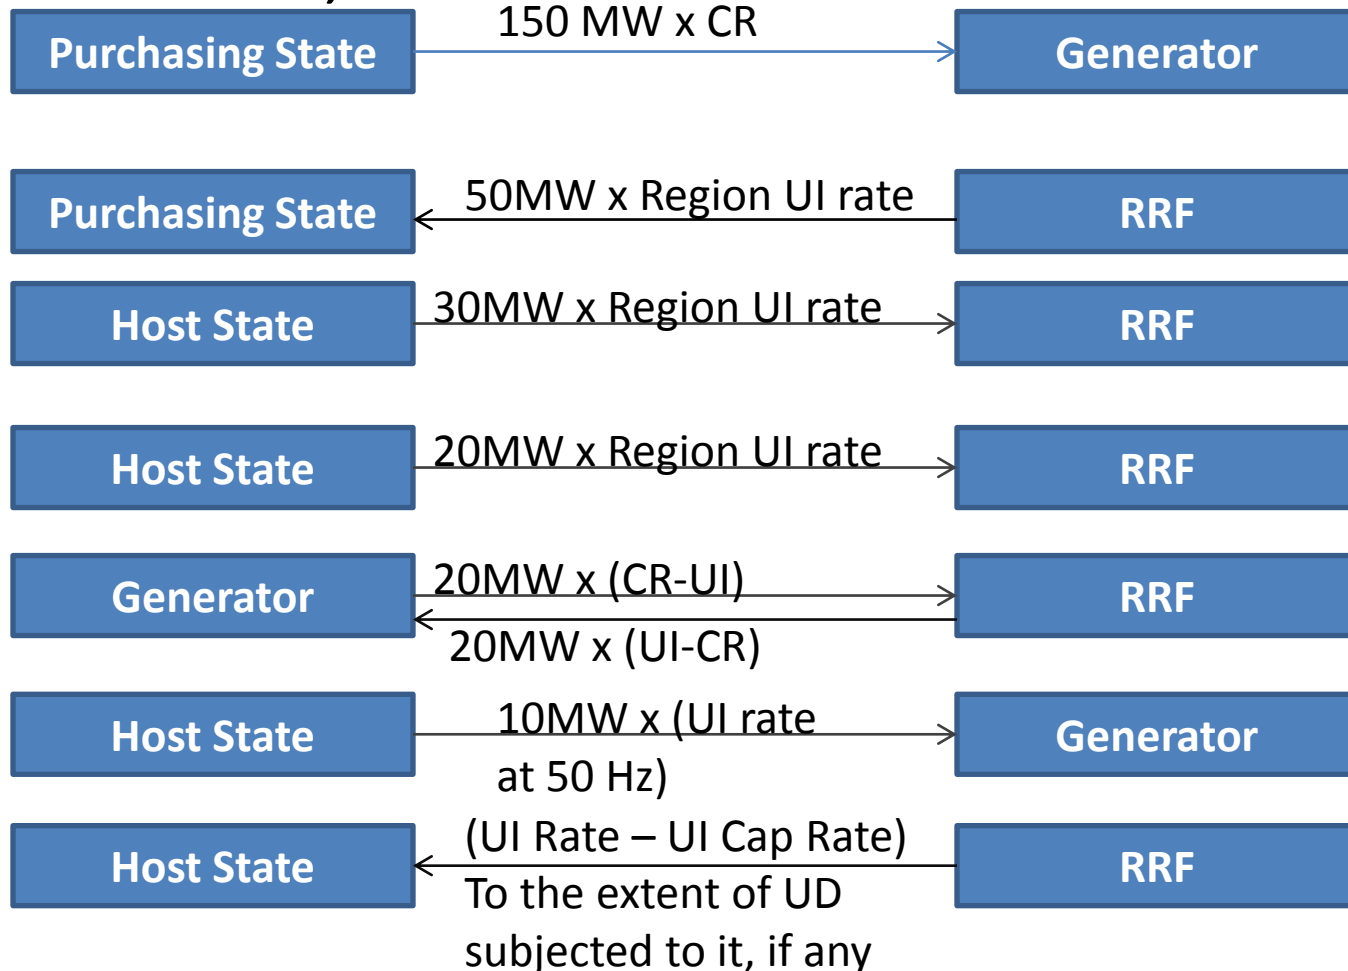 150 MW x CR
Purchasing State
Generator
50MW x Region UI rate
Purchasing State
RRF
30MW x Region UI rate
Host State
RRF
20MW x Region UI rate
Host State
RRF
20MW x (CR-UI)
Generator
RRF
20MW x (UI-CR)
10MW x (UI rate
Host State
Generator
at 50 Hz)
(UI Rate – UI Cap Rate)
Host State
RRF
To the extent of UD
subjected to it, if any